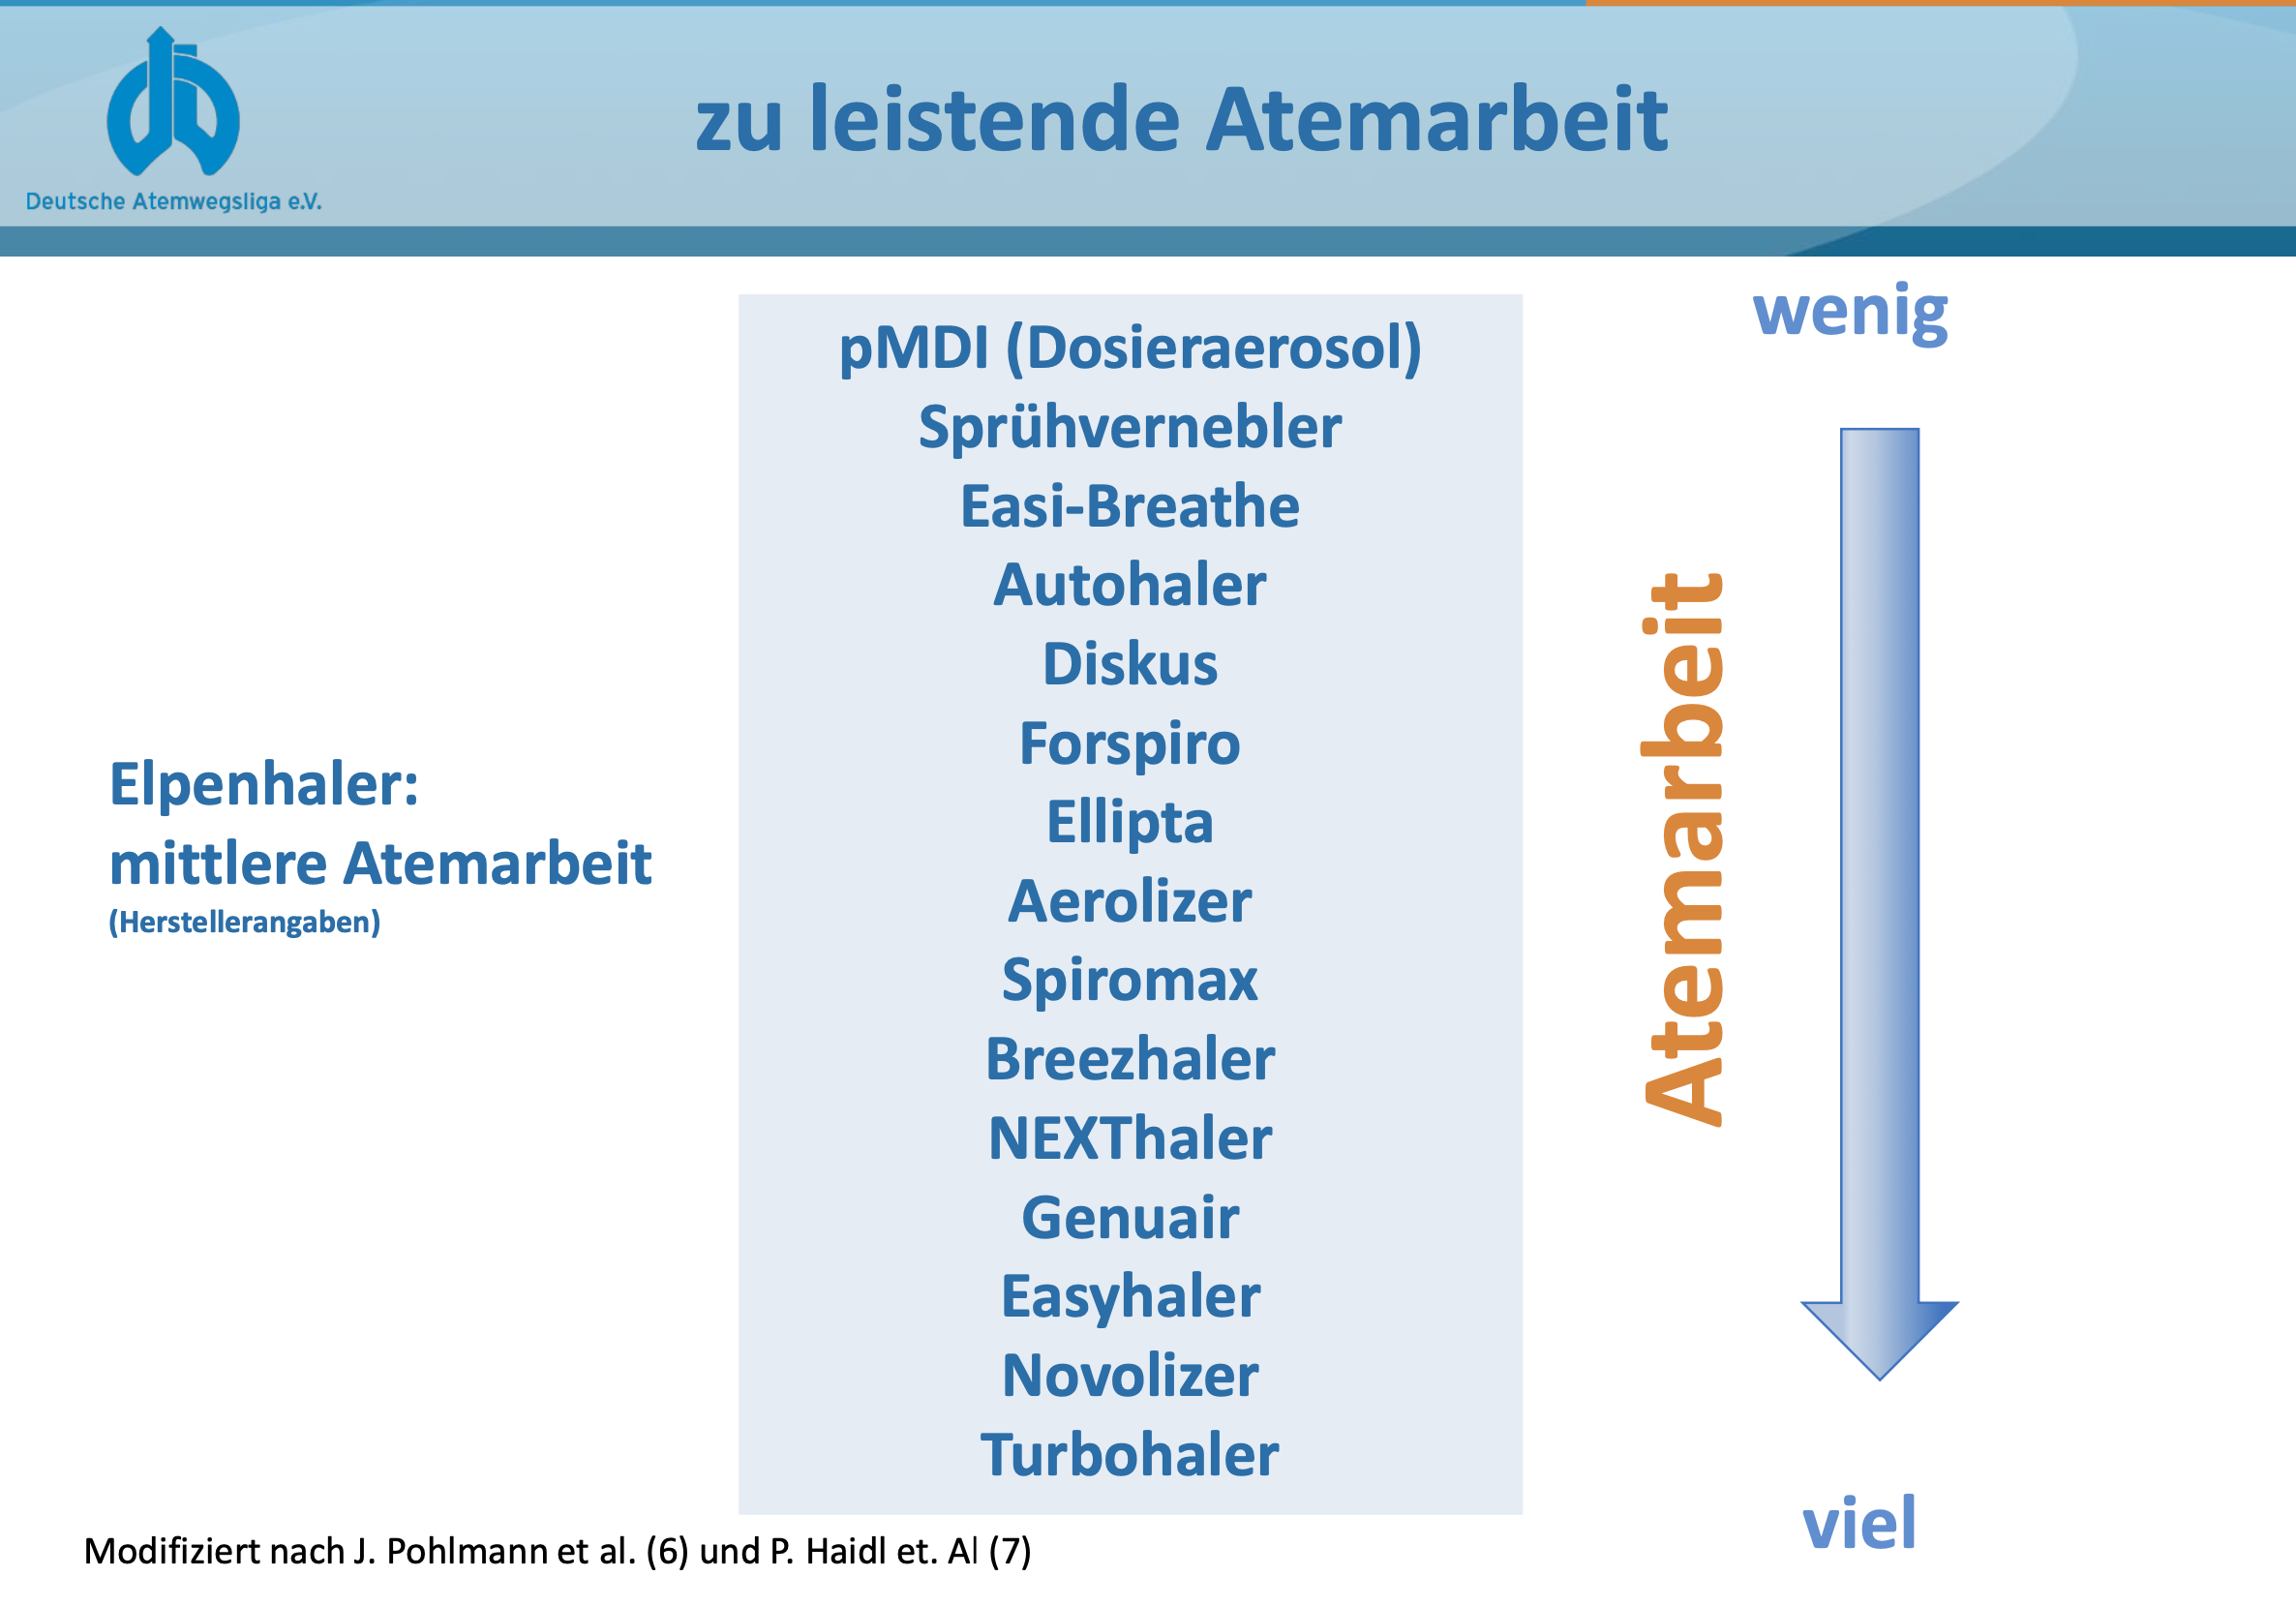 zu leistende Atemarbeit
Deutsche Atemwegsliga e.V.
wenig
pMDI (Dosieraerosol)
Sprühvernebler
Easi-Breathe
Autohaler
Diskus
Forspiro
Ellipta
Aerolizer
Spiromax
Breezhaler
NEXThaler
Genuair
Easyhaler
Novolizer
Turbohaler
Elpenhaler:
mittlere Atemarbeit
(Herstellerangaben)
Atemarbeit
viel
Modifiziert nach J. Pohlmann et al. (6) und P. Haidl et. Al (7)